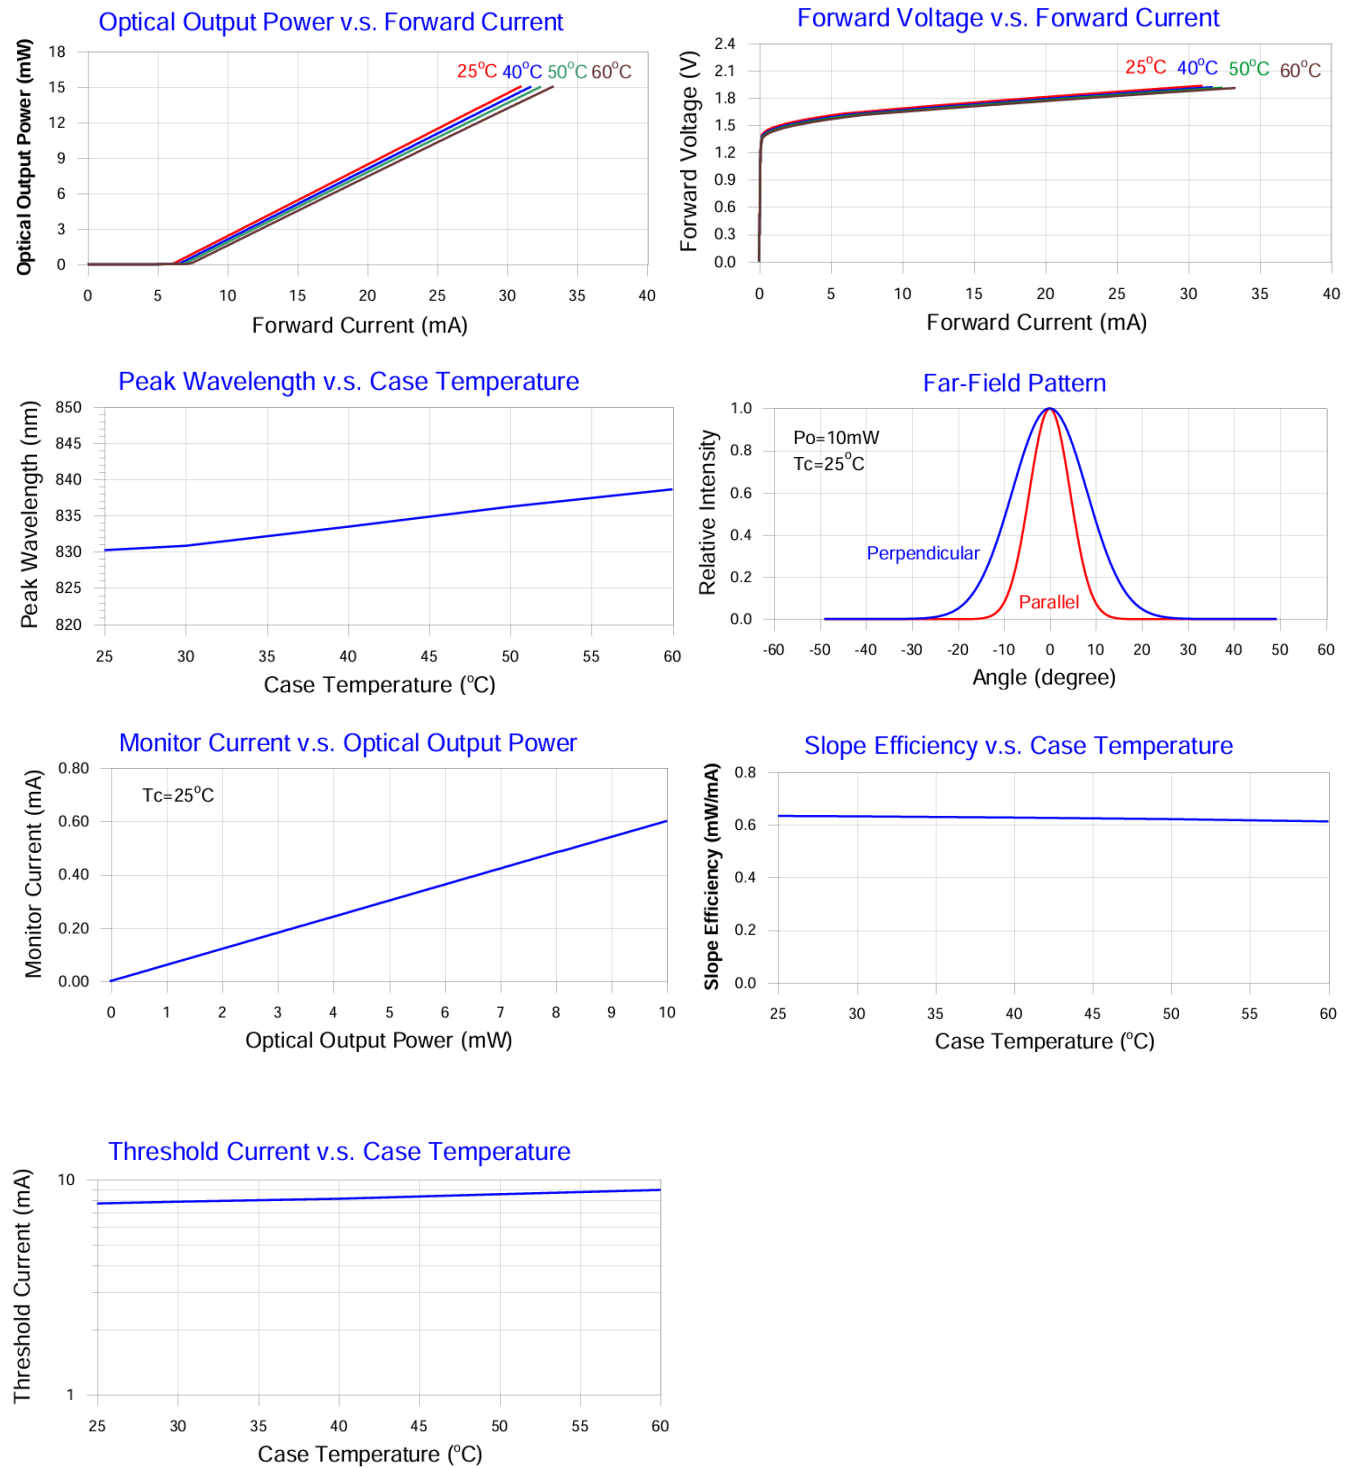 Optical Output Power v.s. Forward Current
Optical Output Power (mW)
18
15
12
9
6
3
0
25°C 40°C 50°C 60°C
0 5 10 15 20 25 30 35 40
Forward Current (mA)
Forward Voltage v.s. Forward Current
Forward Voltage (V)
2.4
2.1
1.8
1.5
1.2
0.9
0.6
0.3
0.0
25°C 40°C 50°C 60°C
0 5 10 15 20 25 30 35 40
Forward Current (mA)
Peak Wavelength v.s. Case Temperature
Peak Wavelength (nm)
850
845
840
835
830
825
820
25 30 35 40 45 50 55 60
Case Temperature (°C)
Far-Field Pattern
Relative Intensity
1.0
0.8
0.6
0.4
0.2
0.0
Po=10mW
Tc=25°C
Perpendicular
Parallel
-60 -50 -40 -30 -20 -10 0 10 20 30 40 50 60
Angle (degree)
Monitor Current v.s. Optical Output Power
Monitor Current (mA)
0.80
0.60
0.40
0.20
0.00
Tc=25°C
0 1 2 3 4 5 6 7 8 9 10
Optical Output Power (mW)
Slope Efficiency v.s. Case Temperature
Slope Efficiency (mW/mA)
0.8
0.6
0.4
0.2
0.0
25 30 35 40 45 50 55 60
Case Temperature (°C)
Threshold Current v.s. Case Temperature
Threshold Current (mA)
10
1
25 30 35 40 45 50 55 60
Case Temperature (°C)